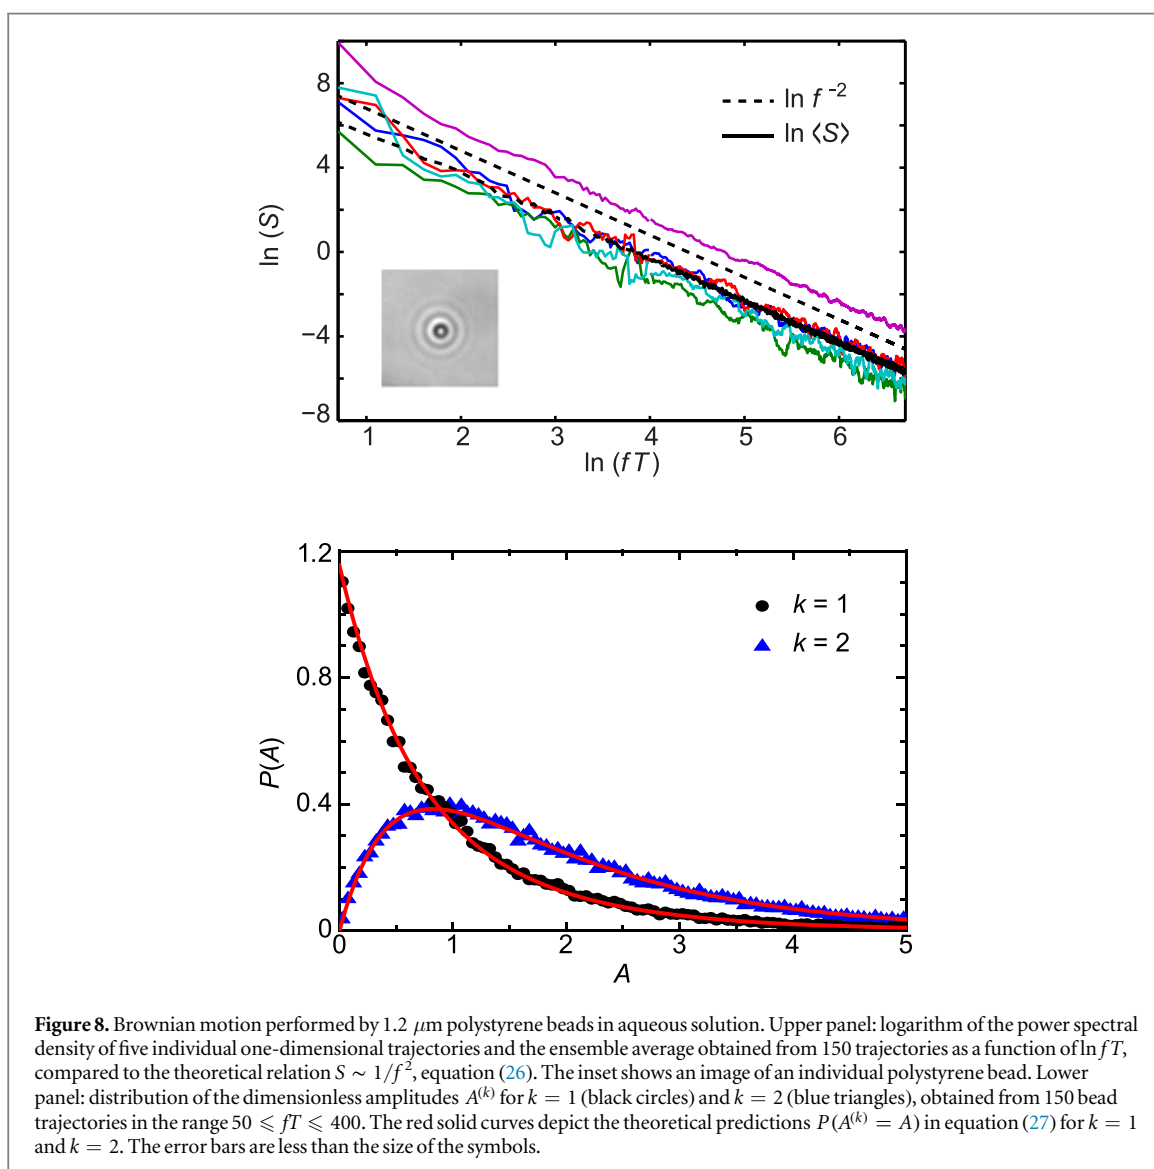 8
4
0
−4
−8
ln (S)
ln f −2
ln ⟨S⟩
1 2 3 4 5 6
ln (fT)
1.2
0.8
0.4
0
P(A)
k = 1
k = 2
0 1 2 3 4 5
A
Figure 8. Brownian motion performed by 1.2 μm polystyrene beads in aqueous solution. Upper panel: logarithm of the power spectral
density of five individual one-dimensional trajectories and the ensemble average obtained from 150 trajectories as a function of ln f T,
compared to the theoretical relation S ∼ 1/f 2, equation (26). The inset shows an image of an individual polystyrene bead. Lower
panel: distribution of the dimensionless amplitudes A(k) for k = 1 (black circles) and k = 2 (blue triangles), obtained from 150 bead
trajectories in the range 50 ⩽ fT ⩽ 400. The red solid curves depict the theoretical predictions P(A(k) = A) in equation (27) for k = 1
and k = 2. The error bars are less than the size of the symbols.